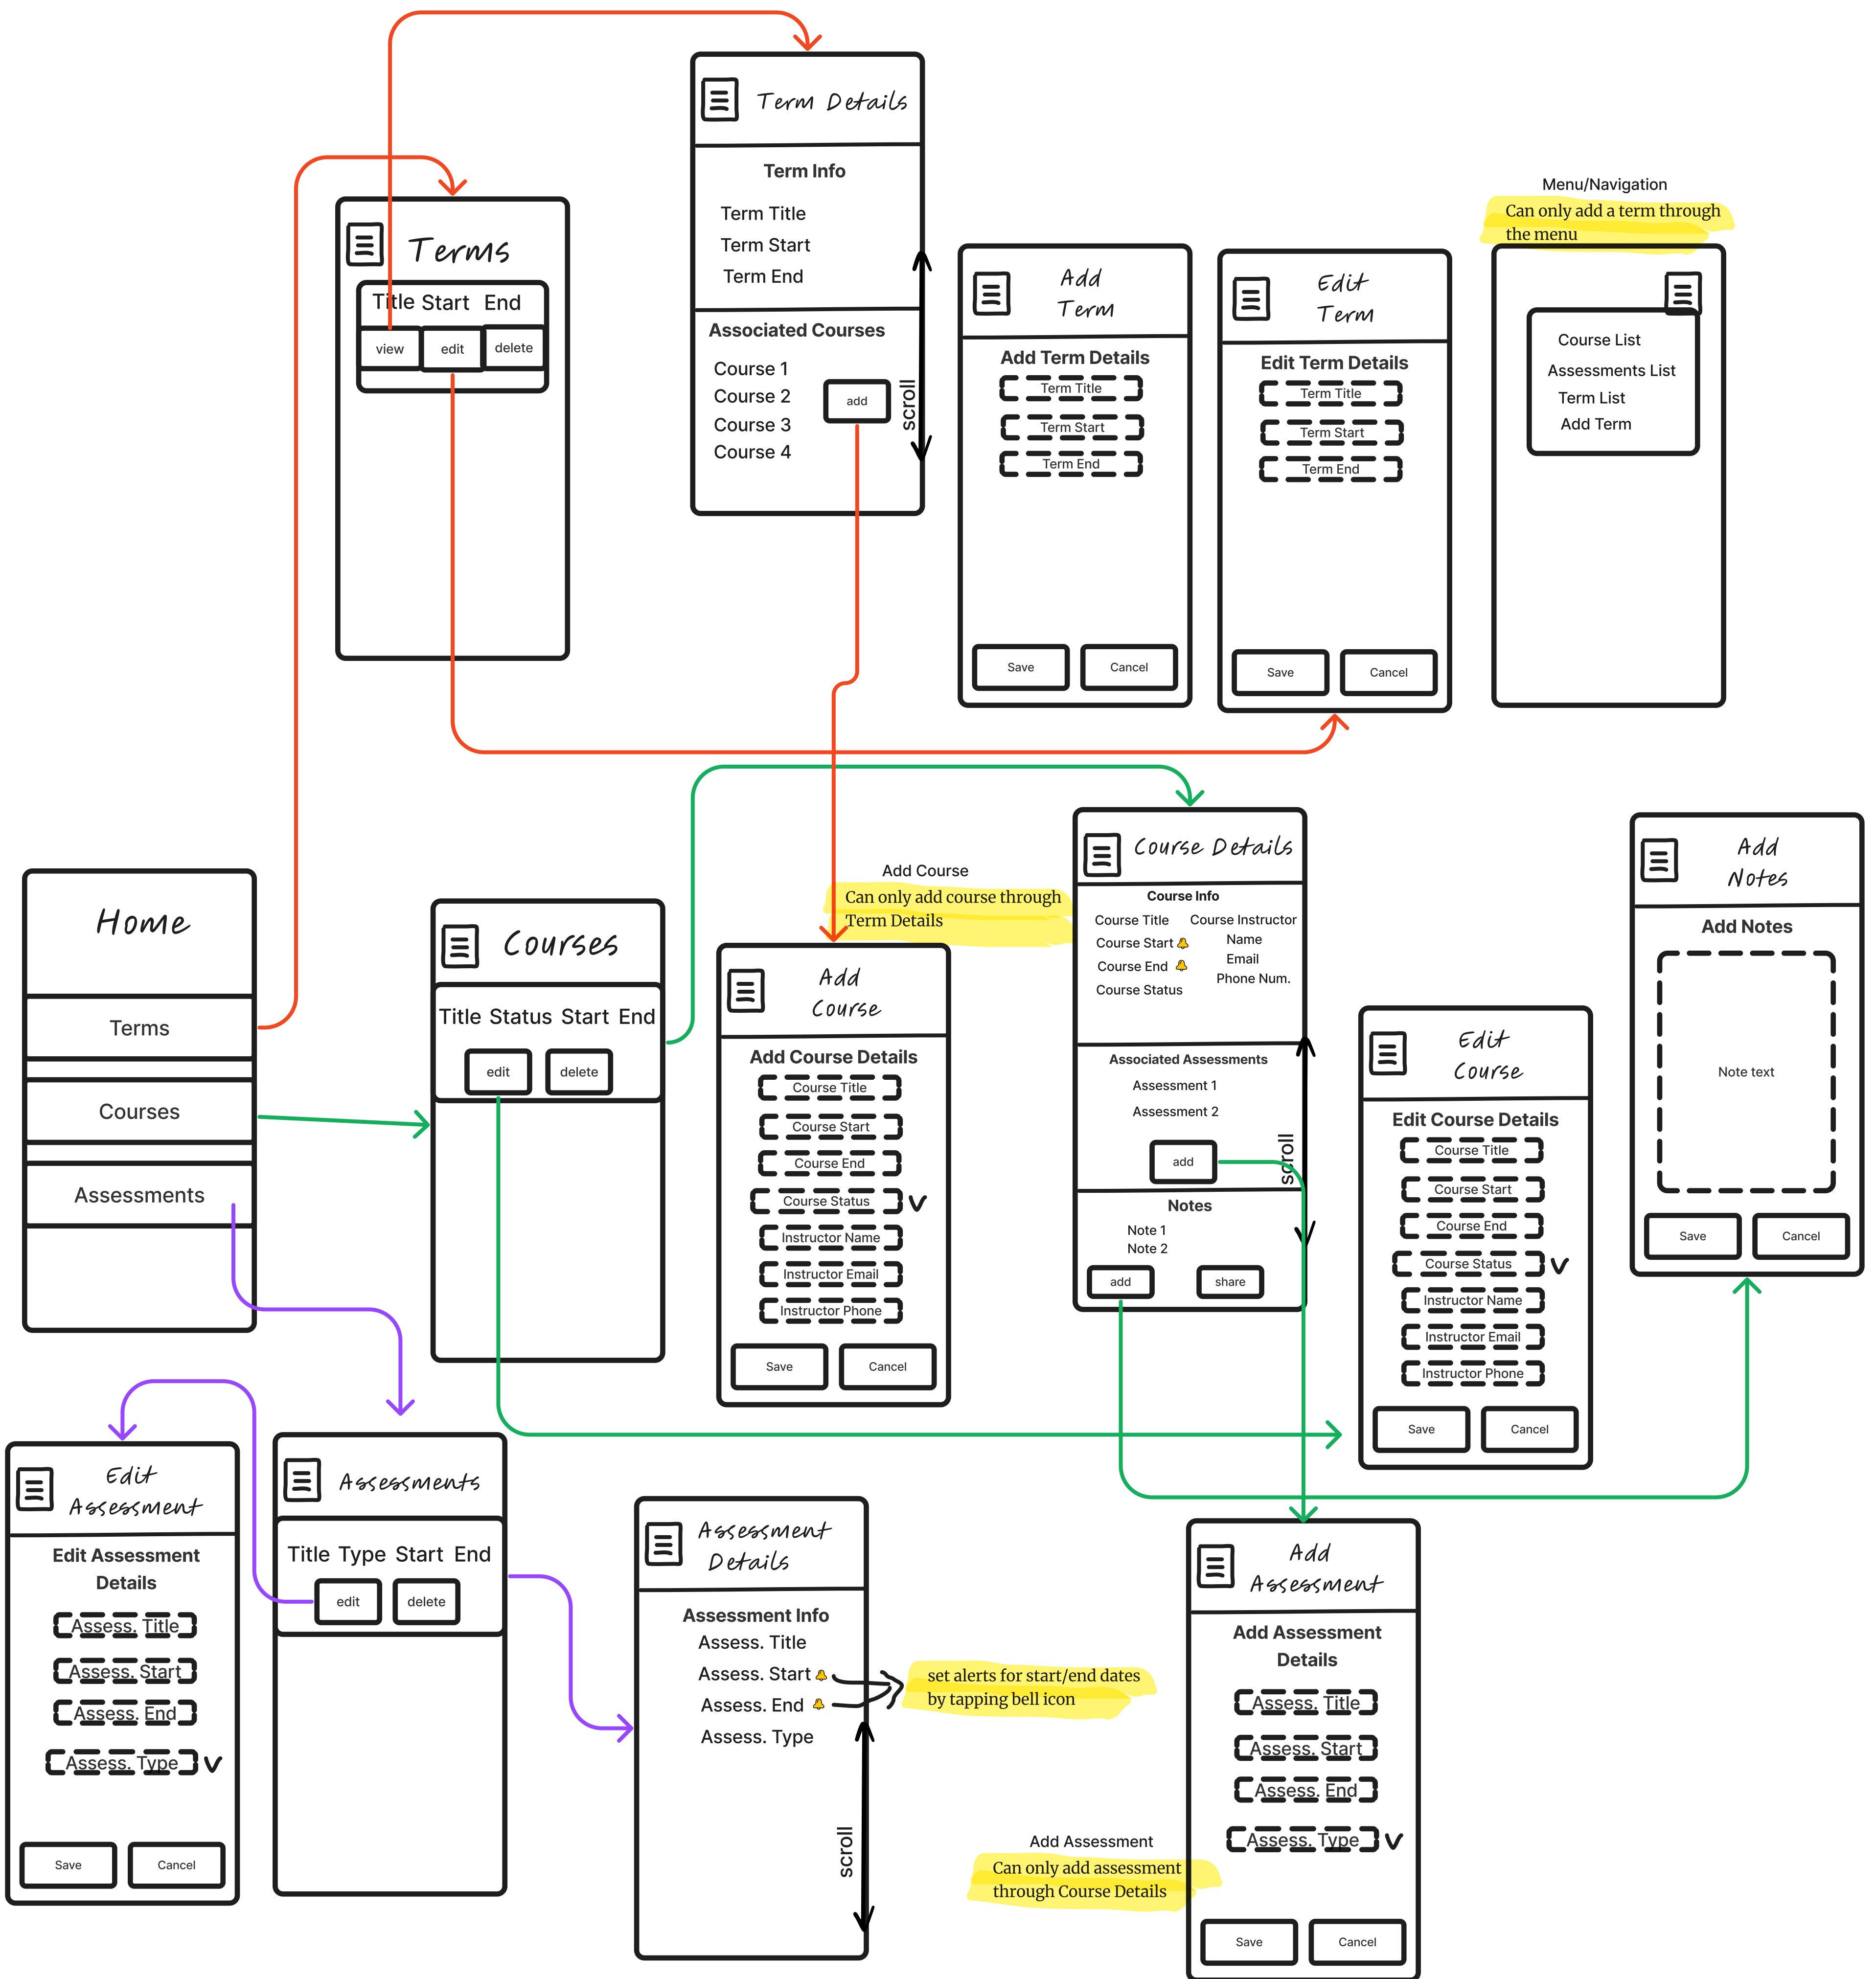 Term Details
Term Info
Term Title
Term Start
Term End
Associated Courses
Course 1
Course 2
Course 3
Course 4
add
scroll
Terms
Title Start End
view edit delete
Add
Term
Add Term Details
Term Title
Term Start
Term End
Save Cancel
Edit
Term
Edit Term Details
Term Title
Term Start
Term End
Save Cancel
Menu/Navigation
Can only add a term through
the menu
Course List
Assessments List
Term List
Add Term
Home
Terms
Courses
Assessments
Courses
Title Status Start End
edit delete
Add Course
Can only add course through
Term Details
Add
Course
Add Course Details
Course Title
Course Start
Course End
Course Status
Instructor Name
Instructor Email
Instructor Phone
Save Cancel
Course Details
Course Info
Course Title
Course Start
Course End
Course Status
Course Instructor
Name
Email
Phone Num.
Associated Assessments
Assessment 1
Assessment 2
add
scroll
Notes
Note 1
Note 2
add share
Edit
Course
Edit Course Details
Course Title
Course Start
Course End
Course Status
Instructor Name
Instructor Email
Instructor Phone
Save Cancel
Add
Notes
Add Notes
Note text
Save Cancel
Edit
Assessment
Edit Assessment
Details
Assess. Title
Assess. Start
Assess. End
Assess. Type
Save Cancel
Assessments
Title Type Start End
edit delete
Assessment
Details
Assessment Info
Assess. Title
Assess. Start
Assess. End
Assess. Type
scroll
set alerts for start/end dates
by tapping bell icon
Add Assessment
Can only add assessment
through Course Details
Add
Assessment
Add Assessment
Details
Assess. Title
Assess. Start
Assess. End
Assess. Type
Save Cancel